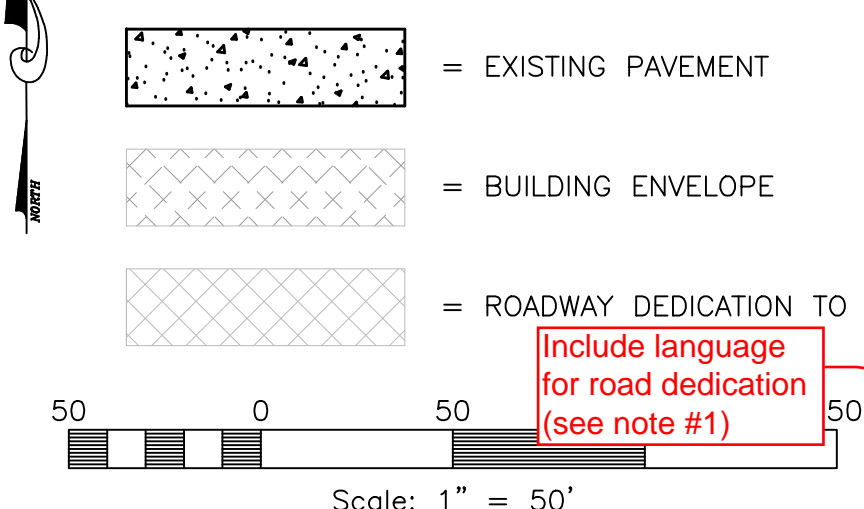 = EXISTING PAVEMENT
NORTH
= BUILDING ENVELOPE
= ROADWAY DEDICATION TO
Include language
for road dedication
(see note #1)
50 0 50 50
Scale: 1" = 50'